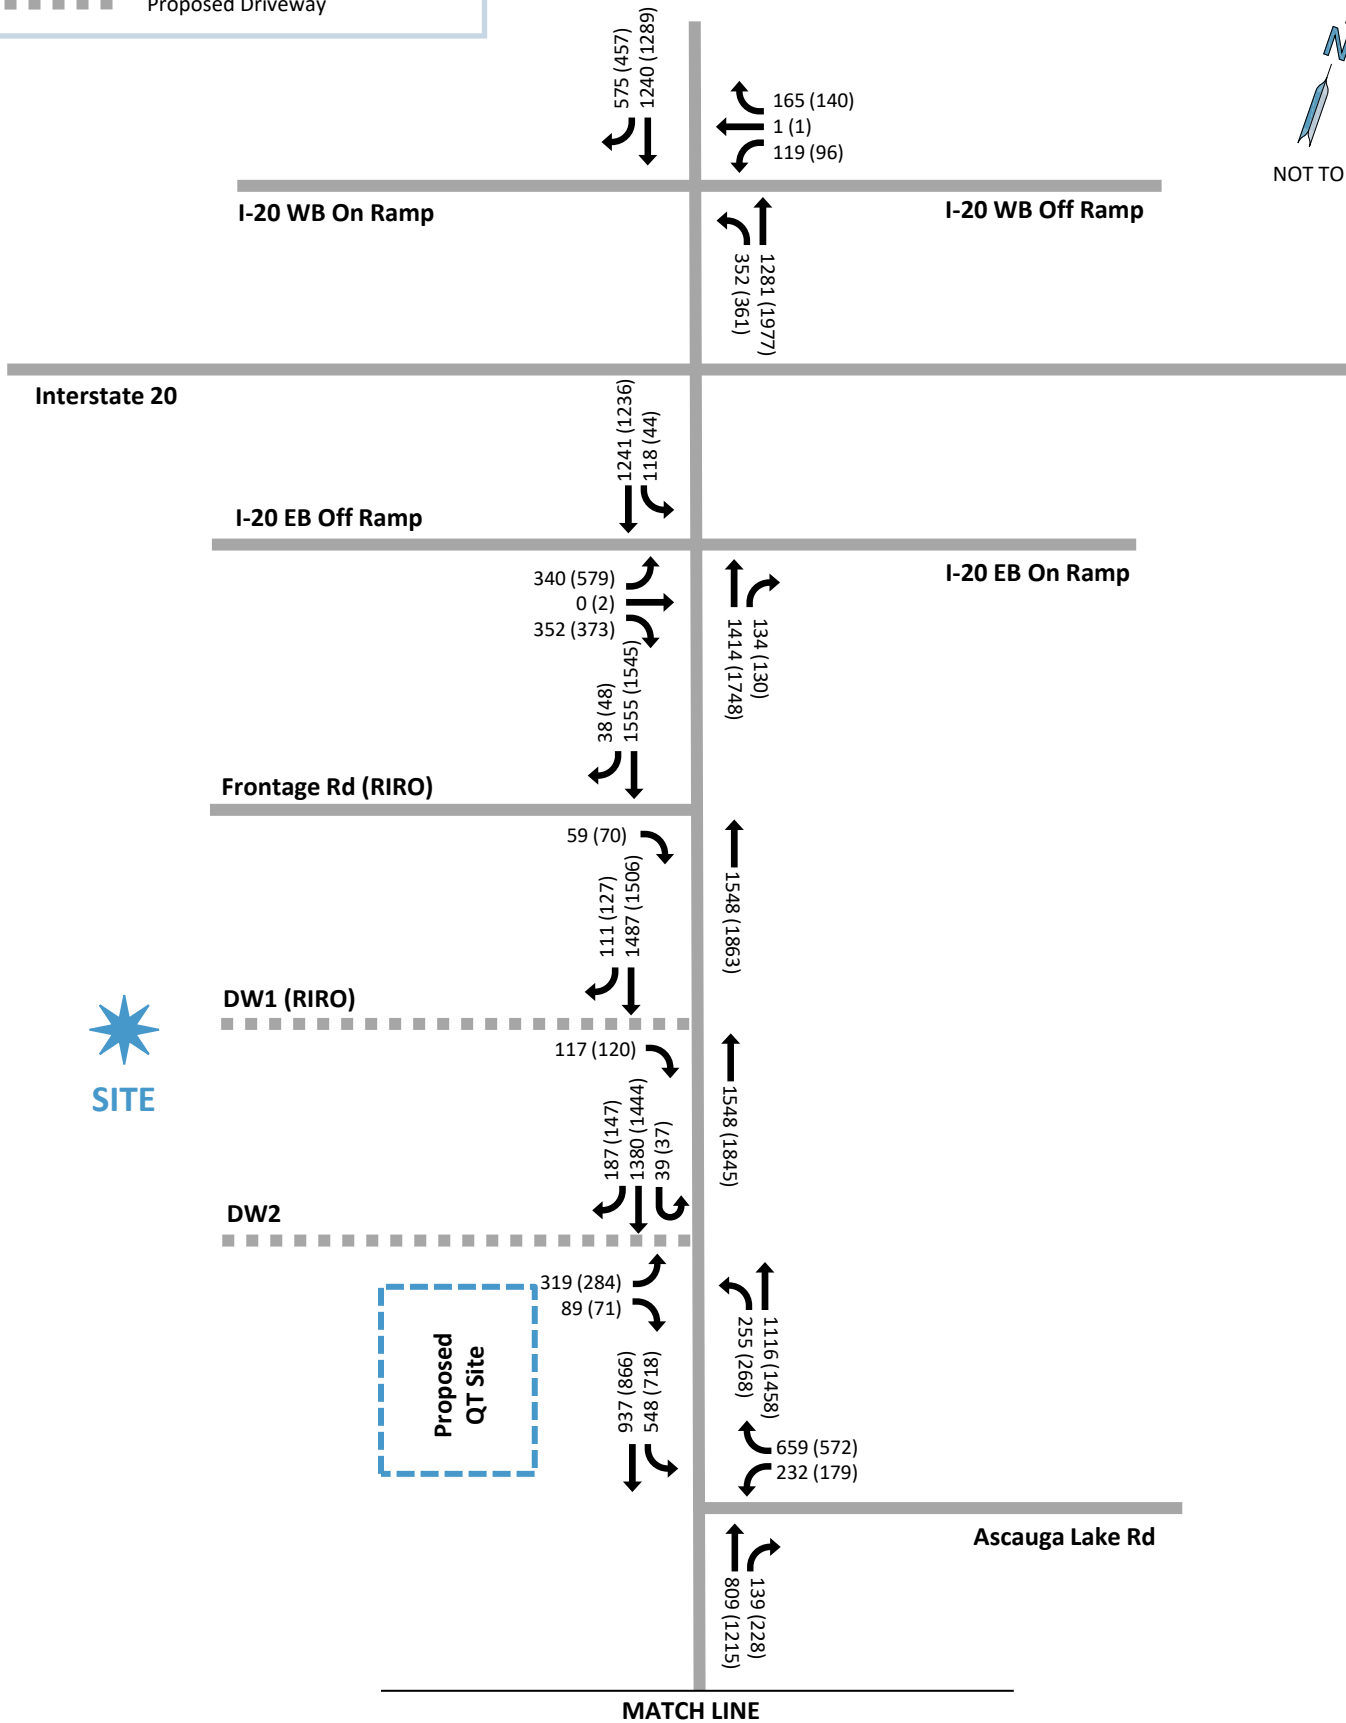 Proposed Driveway
N
NOT TO
575 (457)
1240 (1289)
165 (140)
1 (1)
119 (96)
I-20 WB On Ramp
I-20 WB Off Ramp
352 (361)
1281 (1977)
Interstate 20
1241 (1236)
118 (44)
I-20 EB Off Ramp
I-20 EB On Ramp
340 (579)
0 (2)
352 (373)
1414 (1748)
134 (130)
38 (48)
1555 (1545)
Frontage Rd (RIRO)
59 (70)
1548 (1863)
111 (127)
1487 (1506)
DW1 (RIRO)
SITE
117 (120)
1548 (1845)
187 (147)
1380 (1444)
39 (37)
DW2
319 (284)
89 (71)
255 (268)
1116 (1458)
Proposed
QT Site
937 (866)
548 (718)
659 (572)
232 (179)
Ascauga Lake Rd
809 (1215)
139 (228)
MATCH LINE